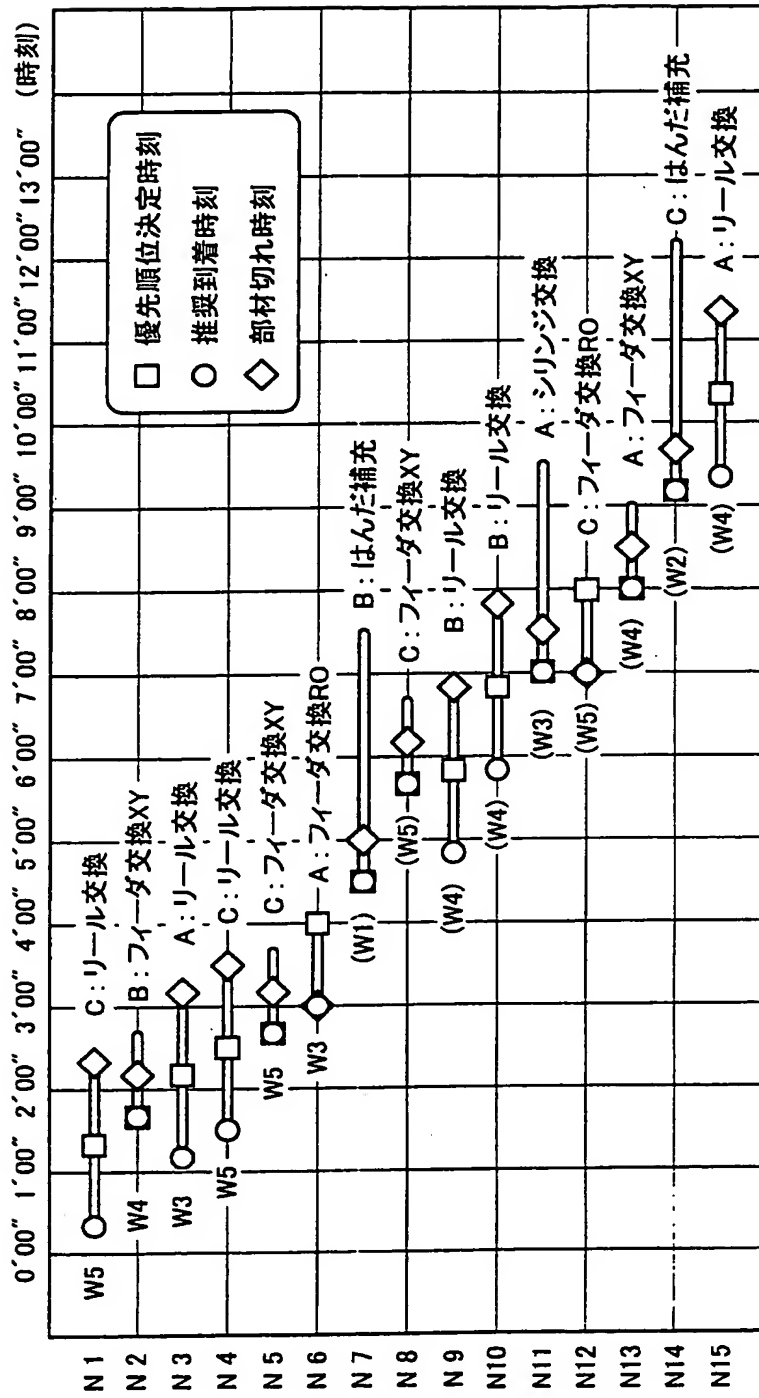 0′00″ 1′00″ 2′00″ 3′00″ 4′00″ 5′00″ 6′00″ 7′00″ 8′00″ 9′00″ 10′00″ 11′00″ 12′00″ 13′00″ (時刻)
優先順位決定時刻
推奨到着時刻
部材切れ時刻
N1 W5 C:リール交換
N2 W4 B:フィーダ交換XY
N3 W3 A:リール交換
N4 W5 C:リール交換
N5 W5 C:フィーダ交換XY
N6 W3 A:フィーダ交換RO
N7 (W1) B:はんだ補充
N8 (W5) C:フィーダ交換XY
N9 (W4) B:リール交換
N10 (W4) B:リール交換
N11 (W3) A:シリンジ交換
N12 (W5) C:フィーダ交換RO
N13 (W4) A:フィーダ交換XY
N14 (W2) C:はんだ補充
N15 (W4) A:リール交換